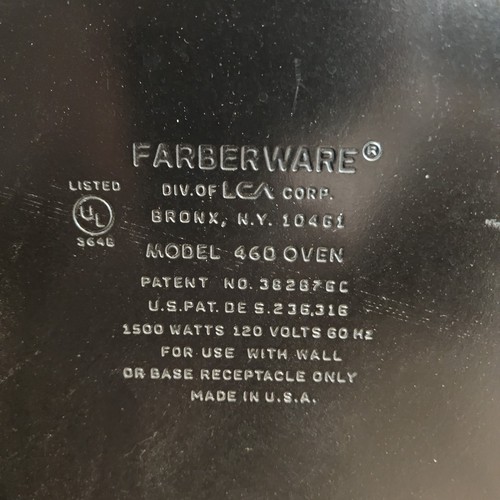 FARBERWARE®
DIV. OF LCA CORP.
BRONX, N.Y. 10461
LISTED
UL
364B
MODEL 460 OVEN
PATENT NO.
U.S. PAT. DE S. 236,316
1500 WATTS 120 VOLTS 60 Hz
FOR USE WITH WALL
OR BASE RECEPTACLE ONLY
MADE IN U.S.A.